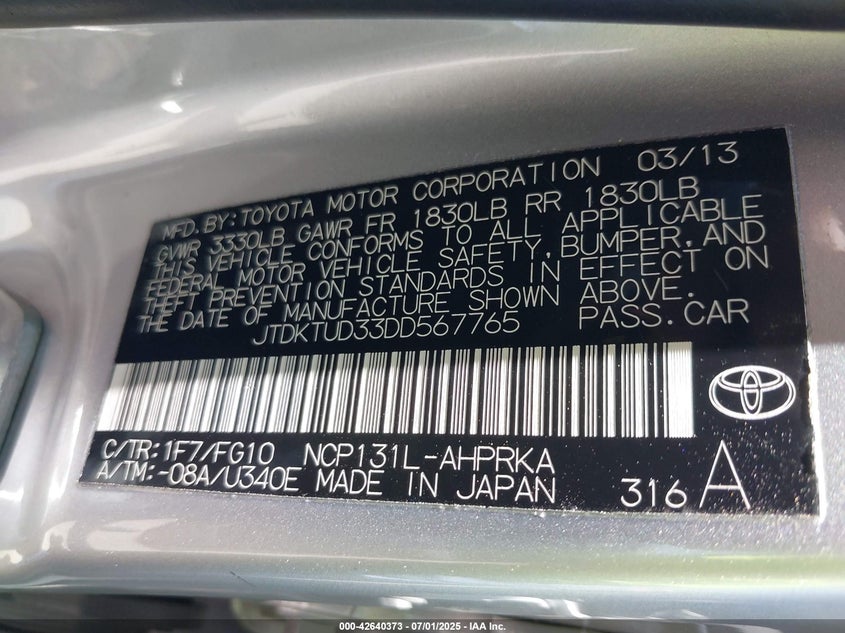 MFD. BY: TOYOTA MOTOR CORPORATION 03/13
GVWR 3330LB GAWR FR 1830LB RR 1830LB
THIS VEHICLE CONFORMS TO ALL APPLICABLE
FEDERAL MOTOR VEHICLE SAFETY, BUMPER, AND
THEFT PREVENTION STANDARDS IN EFFECT ON
THE DATE OF MANUFACTURE SHOWN ABOVE.
JTDKTUD33DD567765 PASS. CAR
C/TR: 1F7/FG10 NCP131L-AHPRKA
A/TM: -08A/U340E MADE IN JAPAN 316 A
000-42640373 - 07/01/2025 - IAA Inc.